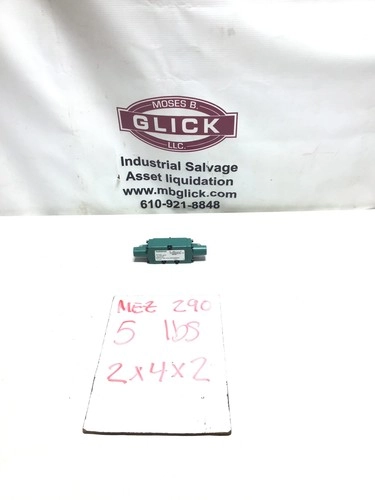 MOSES B.
GLICK
LLC.
Industrial Salvage
Asset liquidation
www.mbglick.com
610-921-8848
MEZ 290
5 lbs
2x4x2